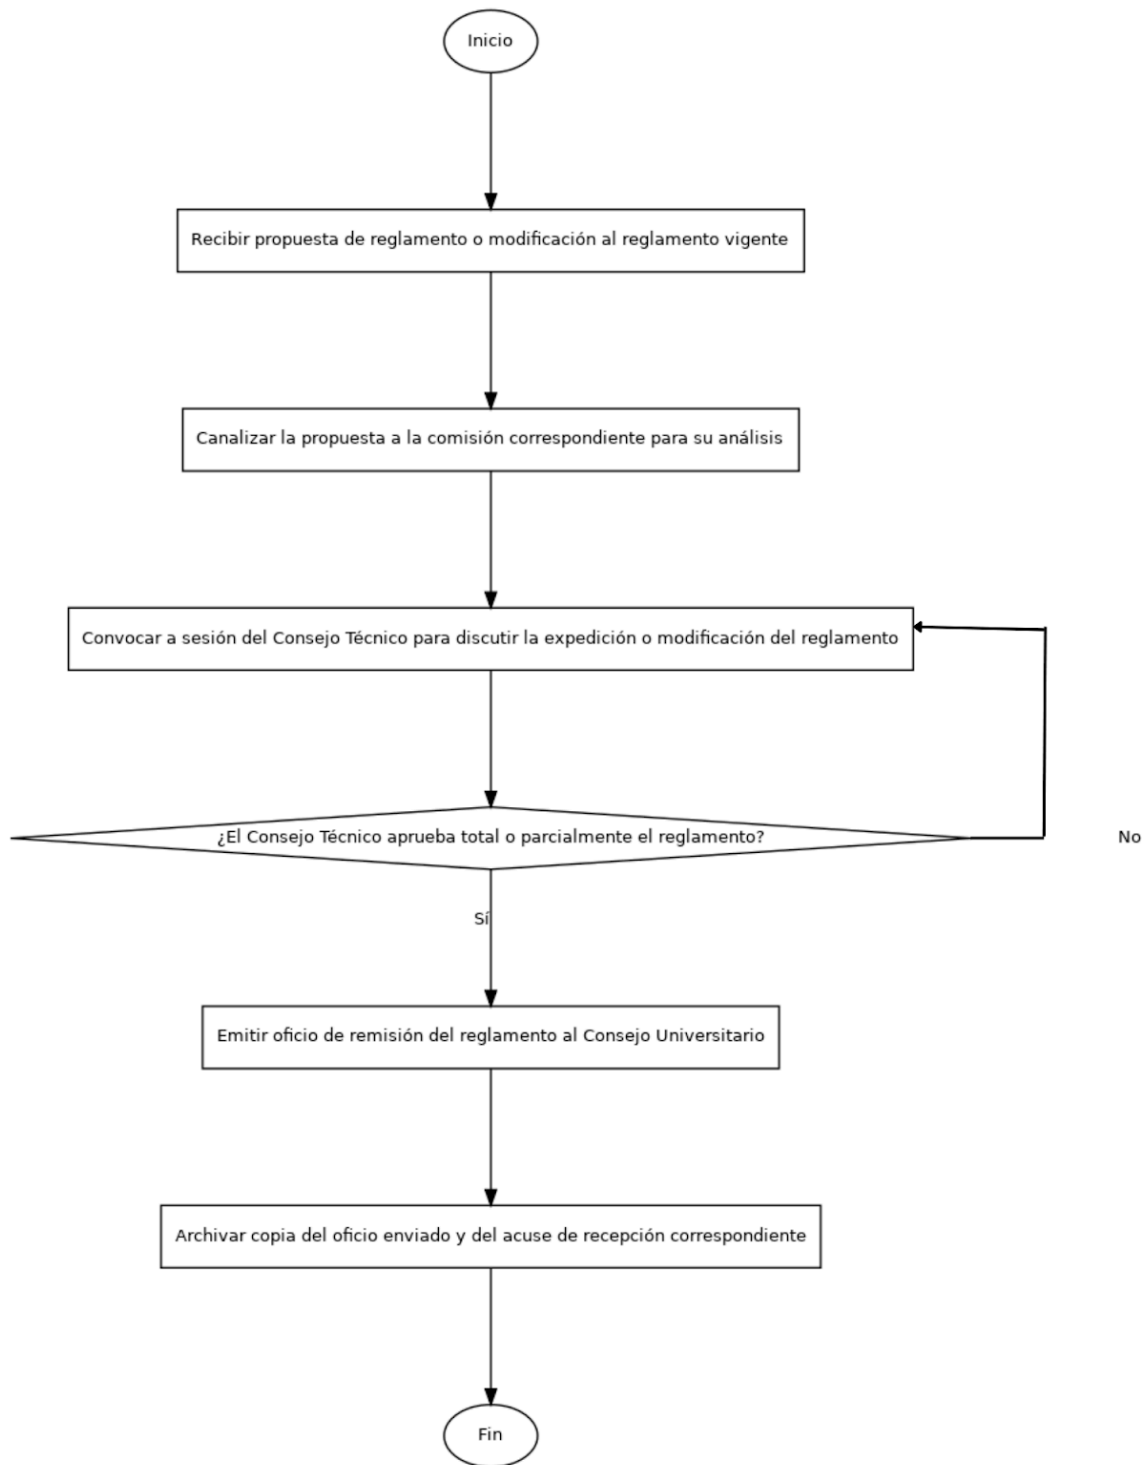 Inicio
Recibir propuesta de reglamento o modificación al reglamento vigente
Canalizar la propuesta a la comisión correspondiente para su análisis
Convocar a sesión del Consejo Técnico para discutir la expedición o modificación del reglamento
¿El Consejo Técnico aprueba total o parcialmente el reglamento?
No
Sí
Emitir oficio de remisión del reglamento al Consejo Universitario
Archivar copia del oficio enviado y del acuse de recepción correspondiente
Fin